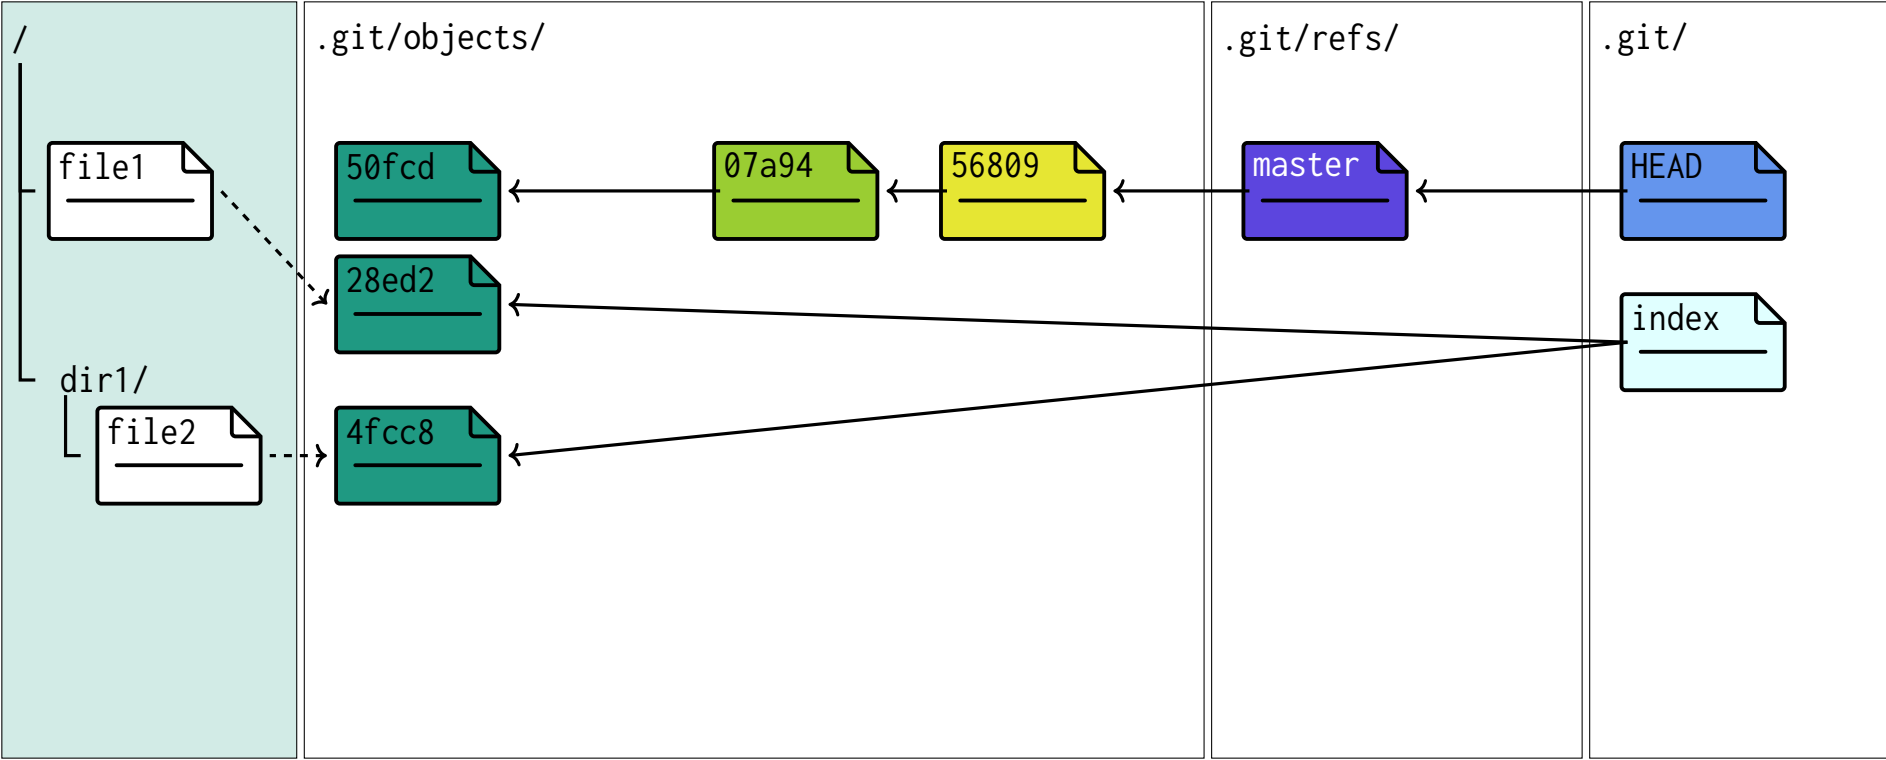 /
.git/objects/
.git/refs/
.git/
file1
50fcd
07a94
56809
master
HEAD
28ed2
index
dir1/
file2
4fcc8